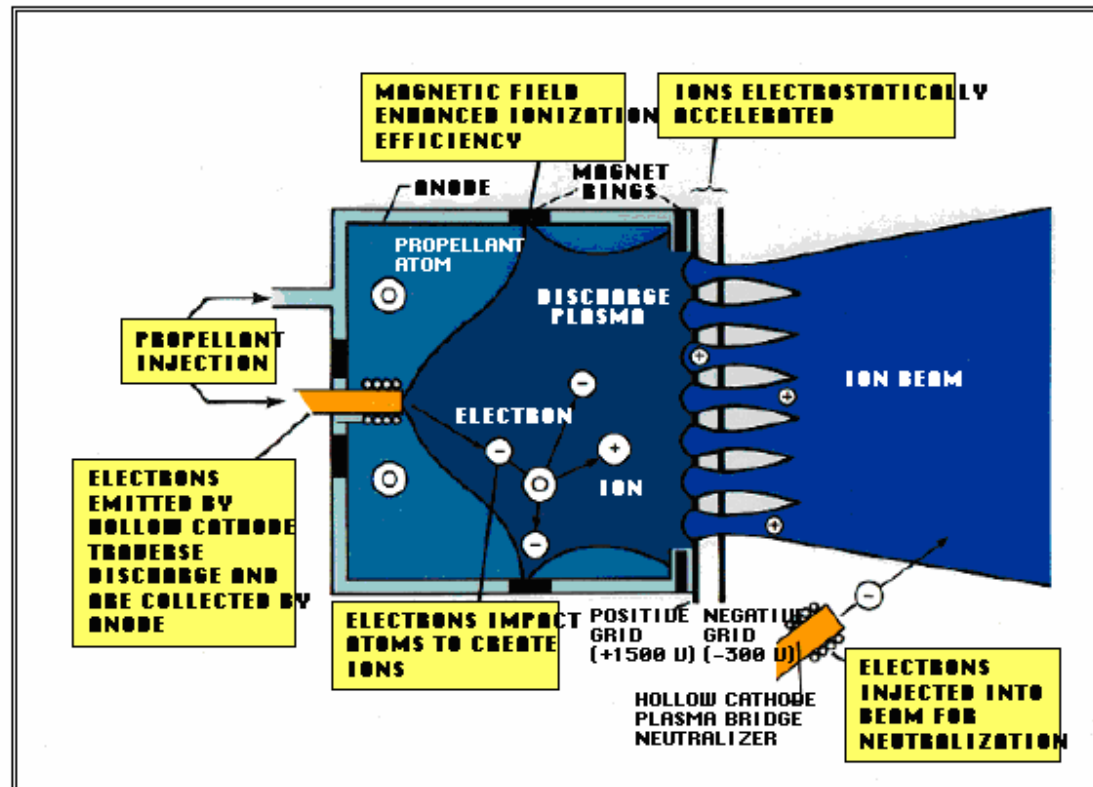 MAGNETIC FIELD
ENHANCED IONIZATION
EFFICIENCY
IONS ELECTROSTATICALLY
ACCELERATED
MAGNET
RINGS
ANODE
PROPELLANT
ATOM
DISCHARGE
PLASMA
PROPELLANT
INJECTION
ION BEAM
ELECTRON
ION
ELECTRONS
EMITTED BY
HOLLOW CATHODE
TRAVERSE
DISCHARGE AND
ARE COLLECTED BY
ANODE
ELECTRONS IMPACT
ATOMS TO CREATE
IONS
POSITIVE
GRID
(+1500 V)
NEGATIVE
GRID
(-300 V)
HOLLOW CATHODE
PLASMA BRIDGE
NEUTRALIZER
ELECTRONS
INJECTED INTO
BEAM FOR
NEUTRALIZATION